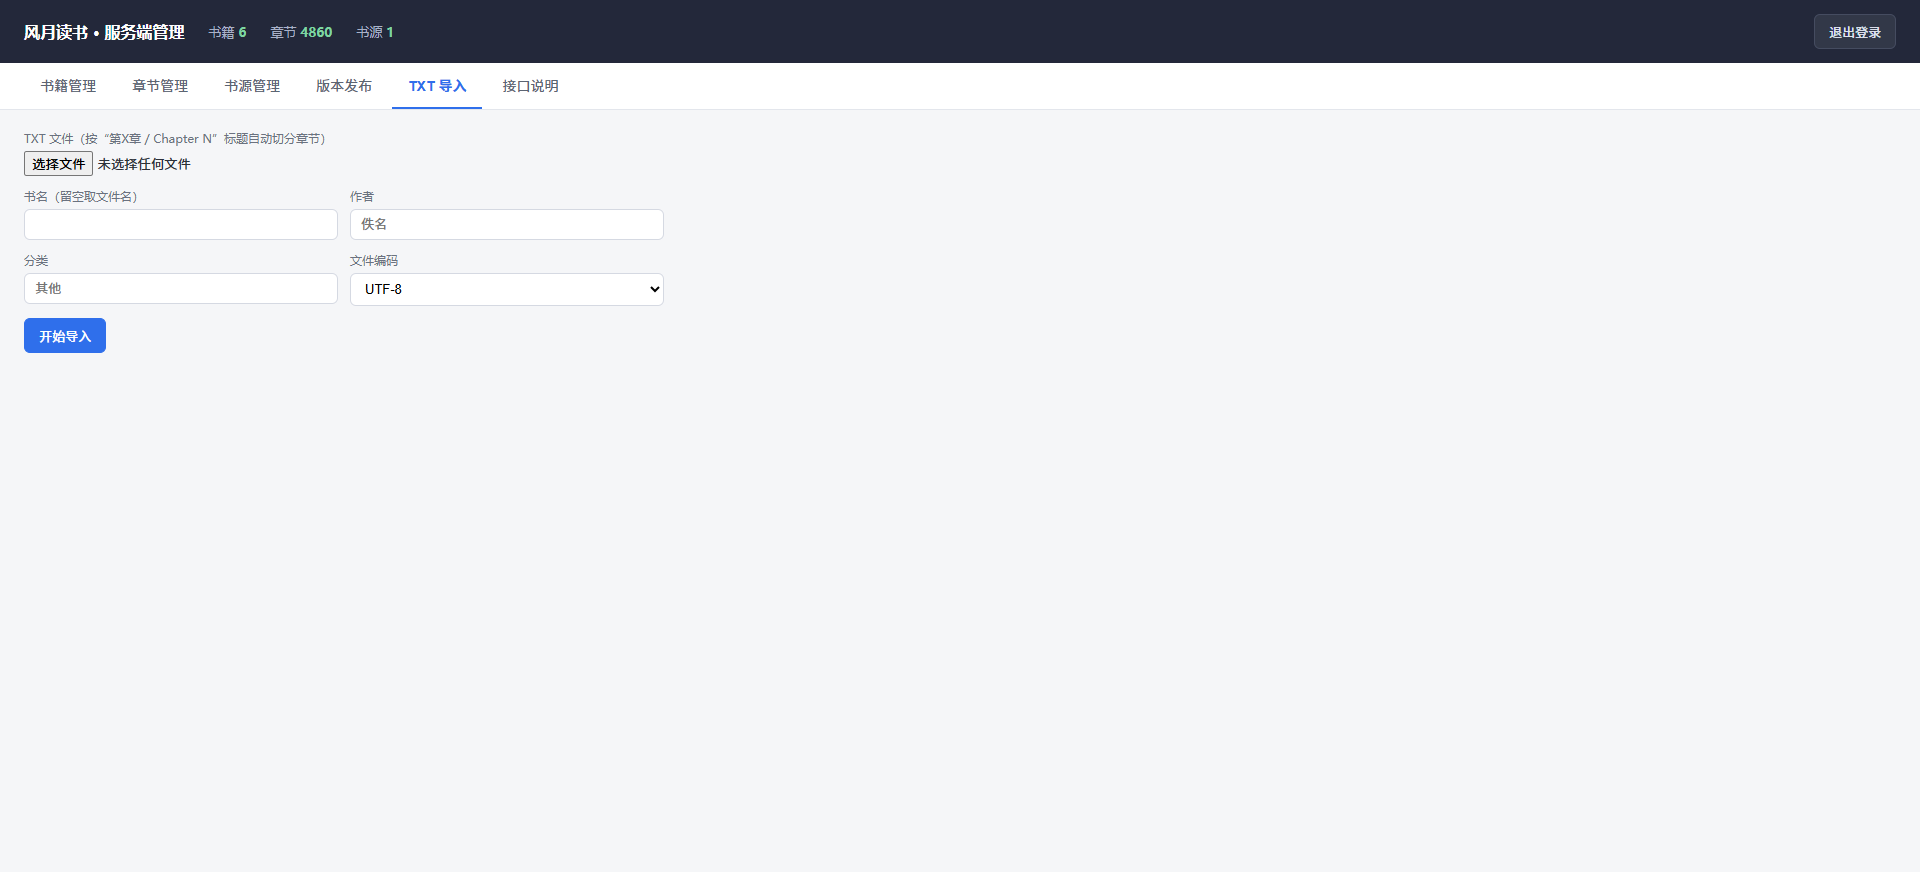 风月读书 • 服务端管理 书籍 6 章节 4860 书源 1 退出登录
书籍管理 章节管理 书源管理 版本发布 TXT 导入 接口说明
TXT 文件（按“第X章 / Chapter N”标题自动切分章节）
选择文件 未选择任何文件
书名（留空取文件名） 作者
佚名
分类 文件编码
其他 UTF-8
开始导入